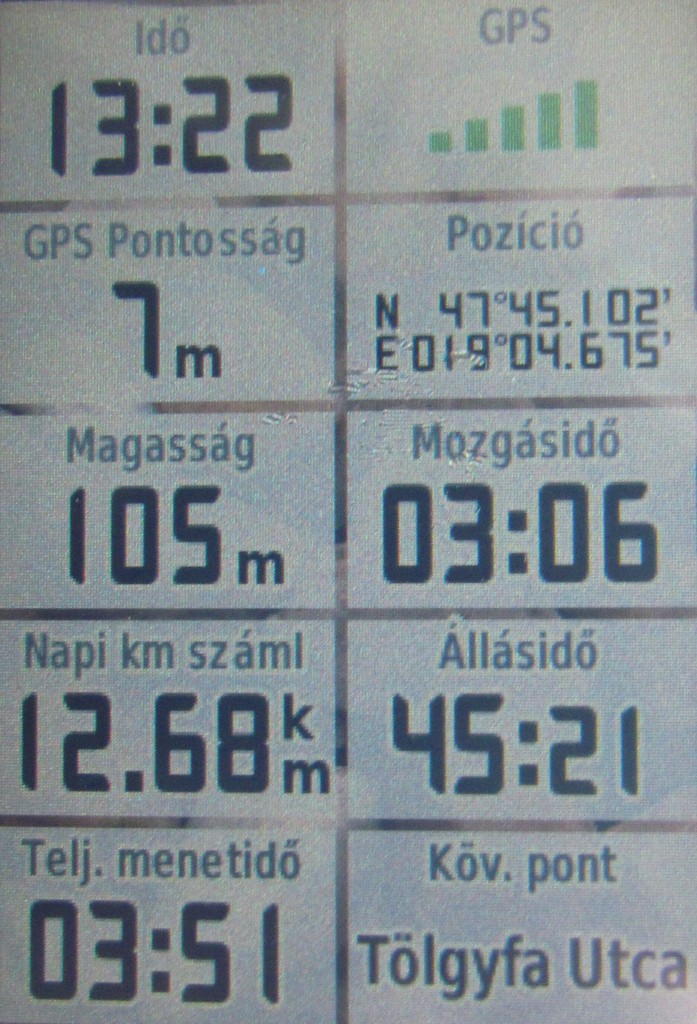 Idő
GPS
13:22
GPS Pontosság
Pozíció
7m
N 47°45.102'
E019°04.675'
Magasság
Mozgásidő
105m
03:06
Napi km száml
Állásidő
12.68km
45:21
Telj. menetidő
Köv. pont
03:51
Tölgyfa Utca